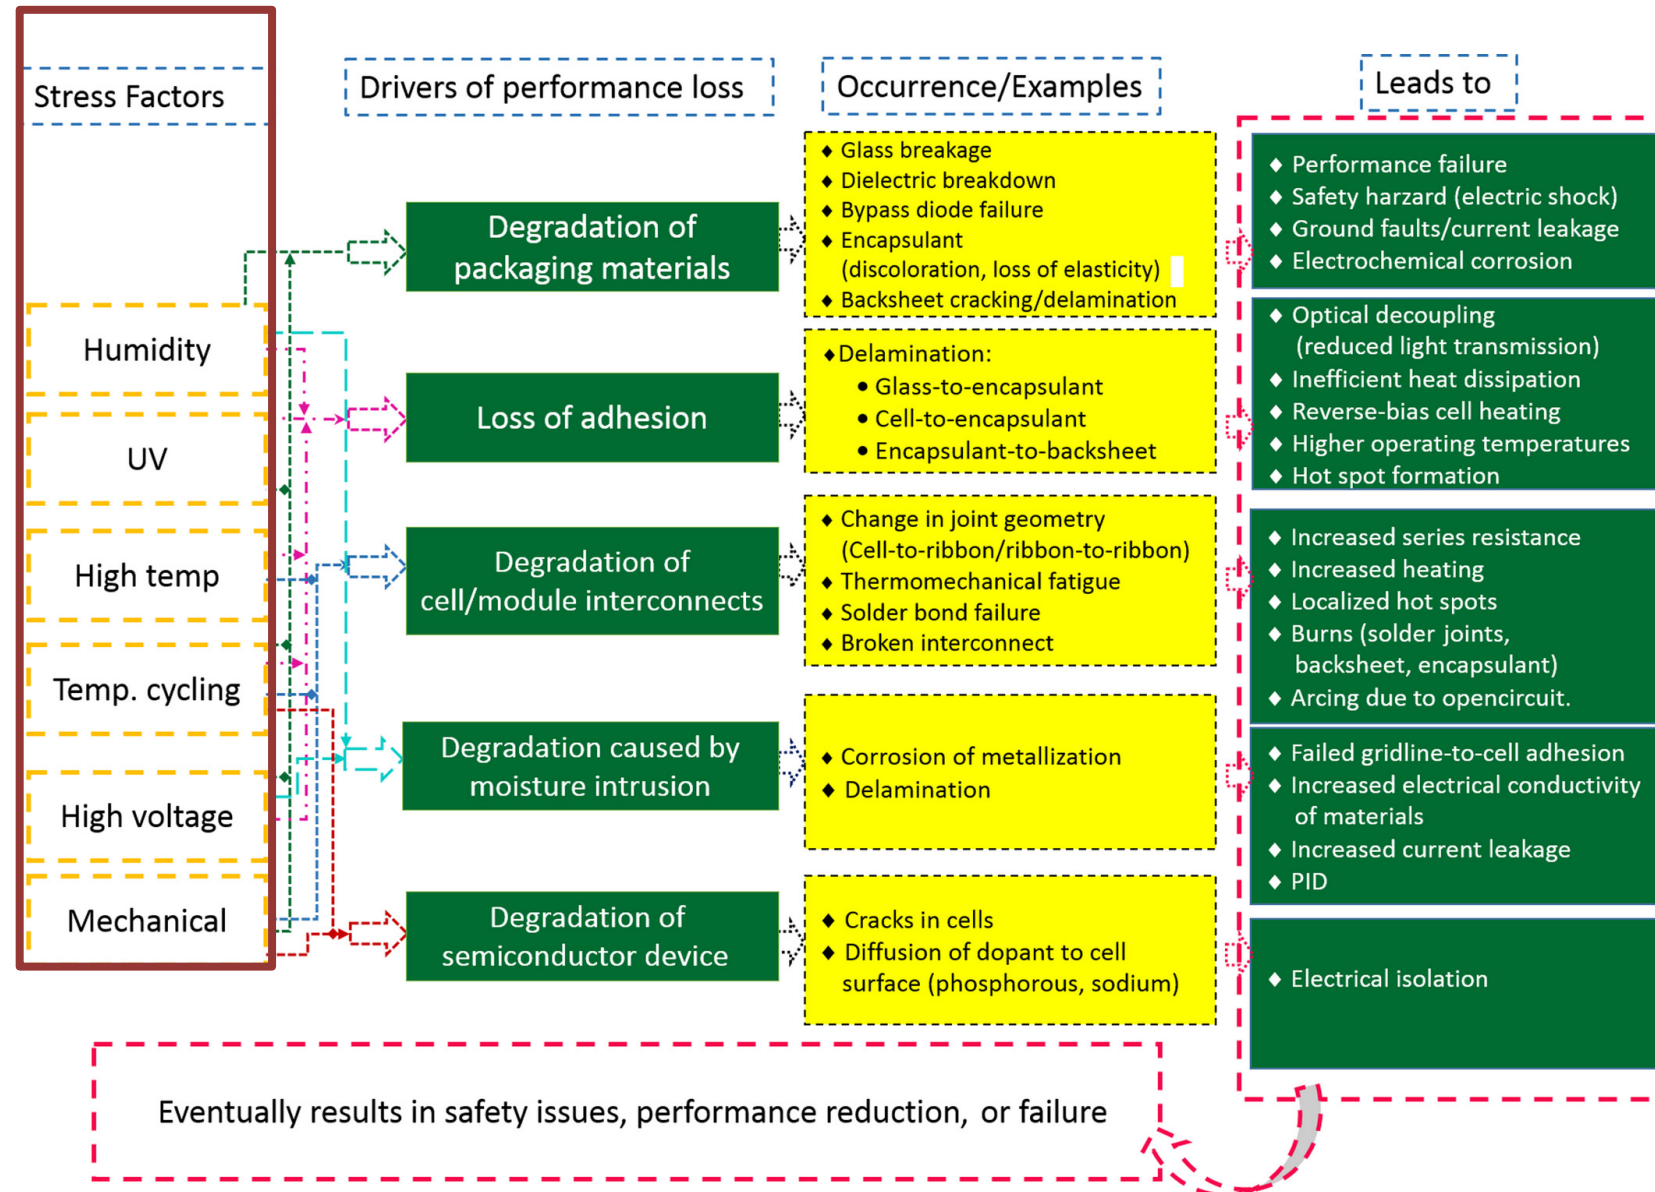 Stress Factors
Drivers of performance loss
Occurrence/Examples
Leads to
Humidity
UV
High temp
Temp. cycling
High voltage
Mechanical
Degradation of
packaging materials
Loss of adhesion
Degradation of
cell/module interconnects
Degradation caused by
moisture intrusion
Degradation of
semiconductor device
♦ Glass breakage
♦ Dielectric breakdown
♦ Bypass diode failure
♦ Encapsulant
(discoloration, loss of elasticity)
♦ Backsheet cracking/delamination
♦ Delamination:
• Glass-to-encapsulant
• Cell-to-encapsulant
• Encapsulant-to-backsheet
♦ Change in joint geometry
(Cell-to-ribbon/ribbon-to-ribbon)
♦ Thermomechanical fatigue
♦ Solder bond failure
♦ Broken interconnect
♦ Corrosion of metallization
♦ Delamination
♦ Cracks in cells
♦ Diffusion of dopant to cell
surface (phosphorous, sodium)
♦ Performance failure
♦ Safety harzard (electric shock)
♦ Ground faults/current leakage
♦ Electrochemical corrosion
♦ Optical decoupling
(reduced light transmission)
♦ Inefficient heat dissipation
♦ Reverse-bias cell heating
♦ Higher operating temperatures
♦ Hot spot formation
♦ Increased series resistance
♦ Increased heating
♦ Localized hot spots
♦ Burns (solder joints,
backsheet, encapsulant)
♦ Arcing due to opencircuit.
♦ Failed gridline-to-cell adhesion
♦ Increased electrical conductivity
of materials
♦ Increased current leakage
♦ PID
♦ Electrical isolation
Eventually results in safety issues, performance reduction, or failure